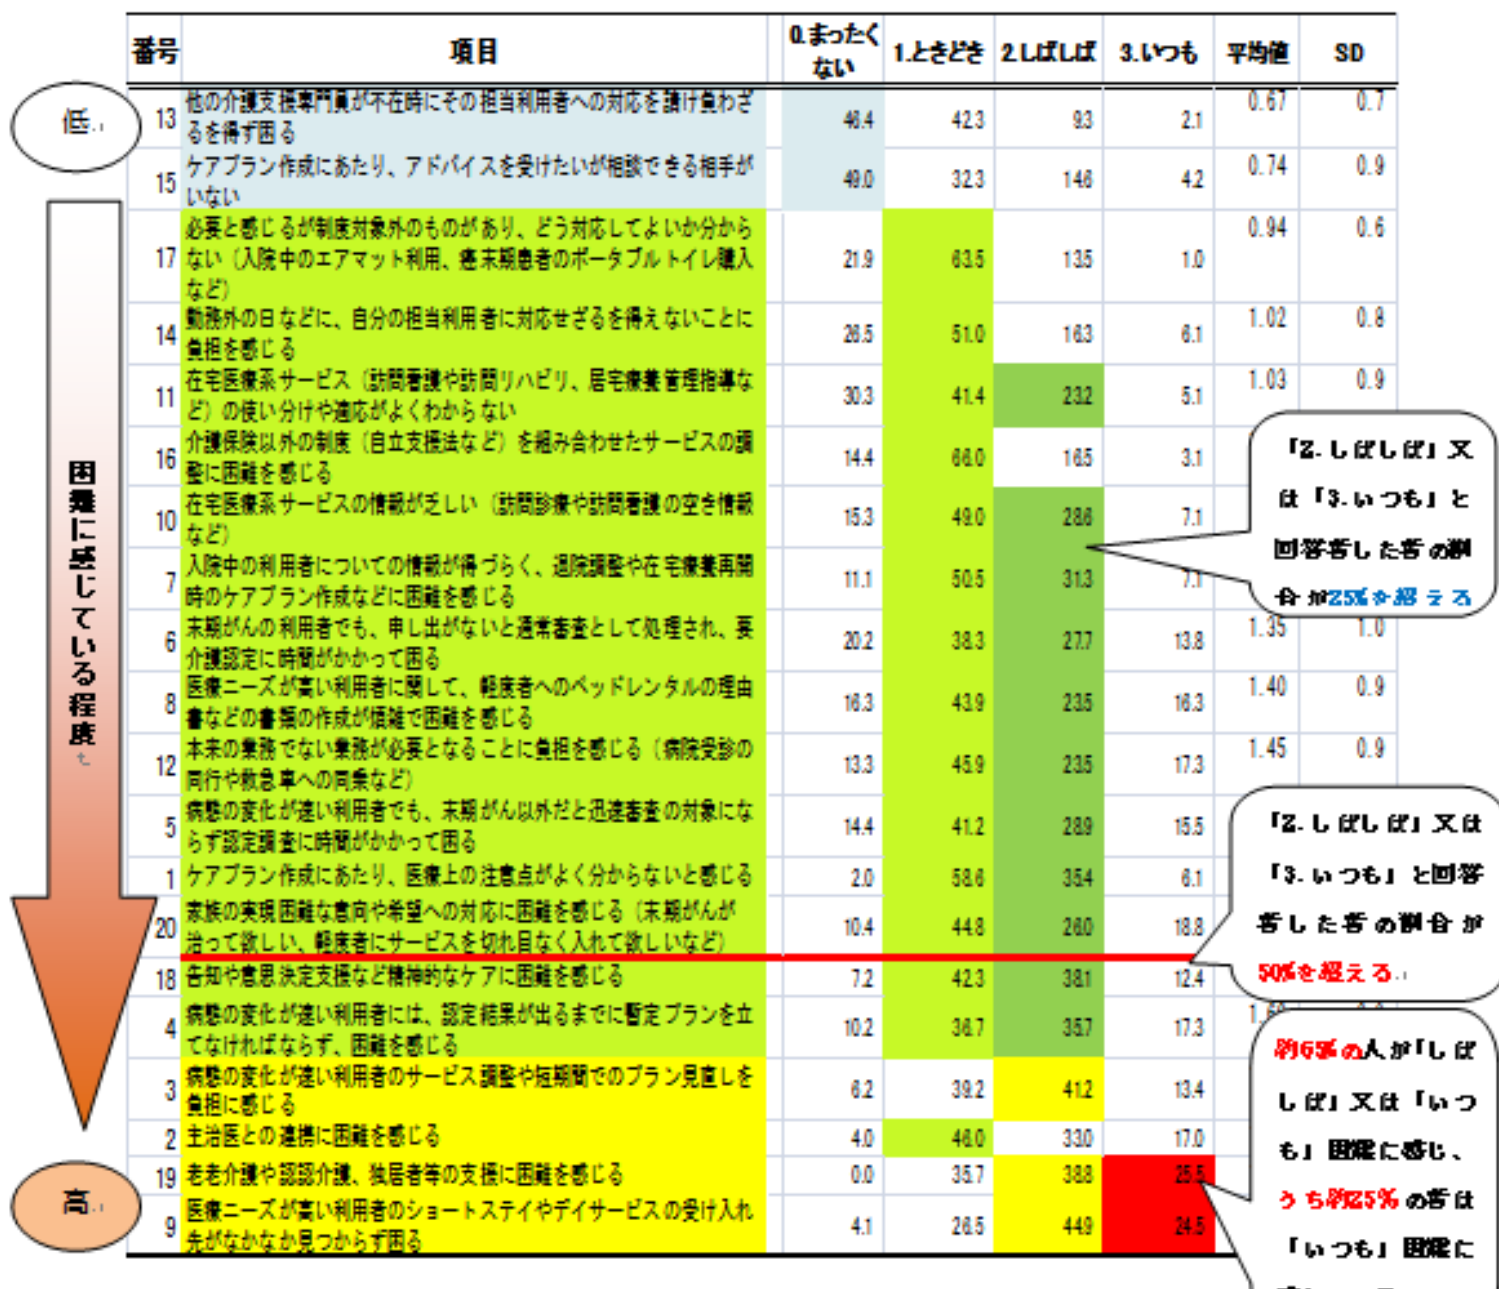 番号 項目 0.まったく
ない 1.ときどき 2.しばしば 3.いつも 平均値 SD
低
13 他の介護支援専門員が不在時にその担当利用者への対応を請け負わざ
るを得ず困る 46.4 42.3 9.3 2.1 0.67 0.7
15 ケアプラン作成にあたり、アドバイスを受けたいが相談できる相手が
いない 49.0 32.3 14.6 4.2 0.74 0.9
必要と感じるが制度対象外のものがあり、どう対応してよいか分から
17 ない（入院中のエアマット利用、癌末期患者のポータブルトイレ購入
など） 21.9 63.5 13.5 1.0 0.94 0.6
14 勤務外の日などに、自分の担当利用者に対応せざるを得えないことに
負担を感じる 26.5 51.0 16.3 6.1 1.02 0.8
11 在宅医療系サービス（訪問看護や訪問リハビリ、居宅療養管理指導な
ど）の使い分けや適応がよくわからない 30.3 41.4 23.2 5.1 1.03 0.9
16 介護保険以外の制度（自立支援法など）を組み合わせたサービスの調
整に困難を感じる 14.4 66.0 16.5 3.1
10 在宅医療系サービスの情報が乏しい（訪問診療や訪問看護の空き情報
など） 15.3 49.0 28.6 7.1
7 入院中の利用者についての情報が得づらく、退院調整や在宅療養再開
時のケアプラン作成などに困難を感じる 11.1 50.5 31.3 7.1
6 末期がんの利用者でも、申し出がないと通常審査として処理され、要
介護認定に時間がかかって困る 20.2 38.3 27.7 13.8 1.35 1.0
8 医療ニーズが高い利用者に関して、軽度者へのベッドレンタルの理由
書などの書類の作成が煩雑で困難を感じる 16.3 43.9 23.5 16.3 1.40 0.9
12 本来の業務でない業務が必要となることに負担を感じる（病院受診の
同行や救急車への同乗など） 13.3 45.9 23.5 17.3 1.45 0.9
5 病態の変化が速い利用者でも、末期がん以外だと迅速審査の対象にな
らず認定調査に時間がかかって困る 14.4 41.2 28.9 15.5
1 ケアプラン作成にあたり、医療上の注意点がよく分からないと感じる 2.0 58.6 35.4 6.1
20 家族の実現困難な意向や希望への対応に困難を感じる（末期がんが
治って欲しい、軽度者にサービスを切れ目なく入れて欲しいなど） 10.4 44.8 26.0 18.8
18 告知や意思決定支援など精神的なケアに困難を感じる 7.2 42.3 38.1 12.4
4 病態の変化が速い利用者には、認定結果が出るまでに暫定プランを立
てなければならず、困難を感じる 10.2 36.7 35.7 17.3
3 病態の変化が速い利用者のサービス調整や短期間でのプラン見直しを
負担に感じる 6.2 39.2 41.2 13.4
2 主治医との連携に困難を感じる 4.0 46.0 33.0 17.0
19 老老介護や認認介護、独居者等の支援に困難を感じる 0.0 35.7 38.8 25.5
9 医療ニーズが高い利用者のショートステイやデイサービスの受け入れ
先がなかなか見つからず困る 4.1 26.5 44.9 24.5
困難に感じている程度
高
「2.しばしば」又
は「3.いつも」と
回答苦した者の割
合が25%を超える
「2.しばしば」又は
「3.いつも」と回答
苦した者の割合が
50%を超える
約65%の人が「しば
しば」又は「いつ
も」困難に感じ、
うち約25%の者は
「いつも」困難に